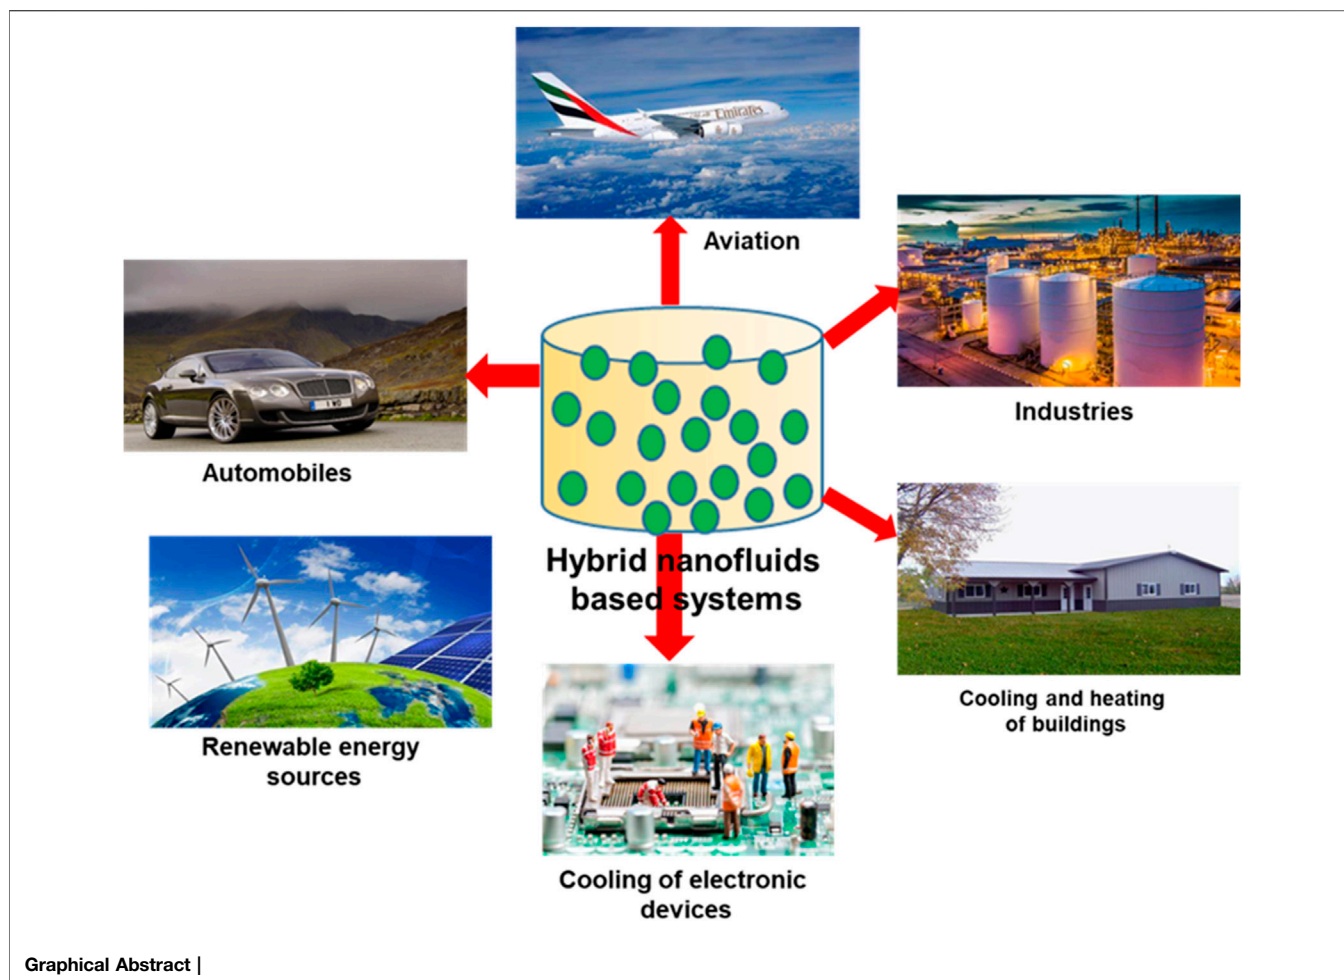 Emirates
Aviation
Industries
Automobiles
Hybrid nanofluids
based systems
Cooling and heating
of buildings
Renewable energy
sources
Cooling of electronic
devices
Graphical Abstract |